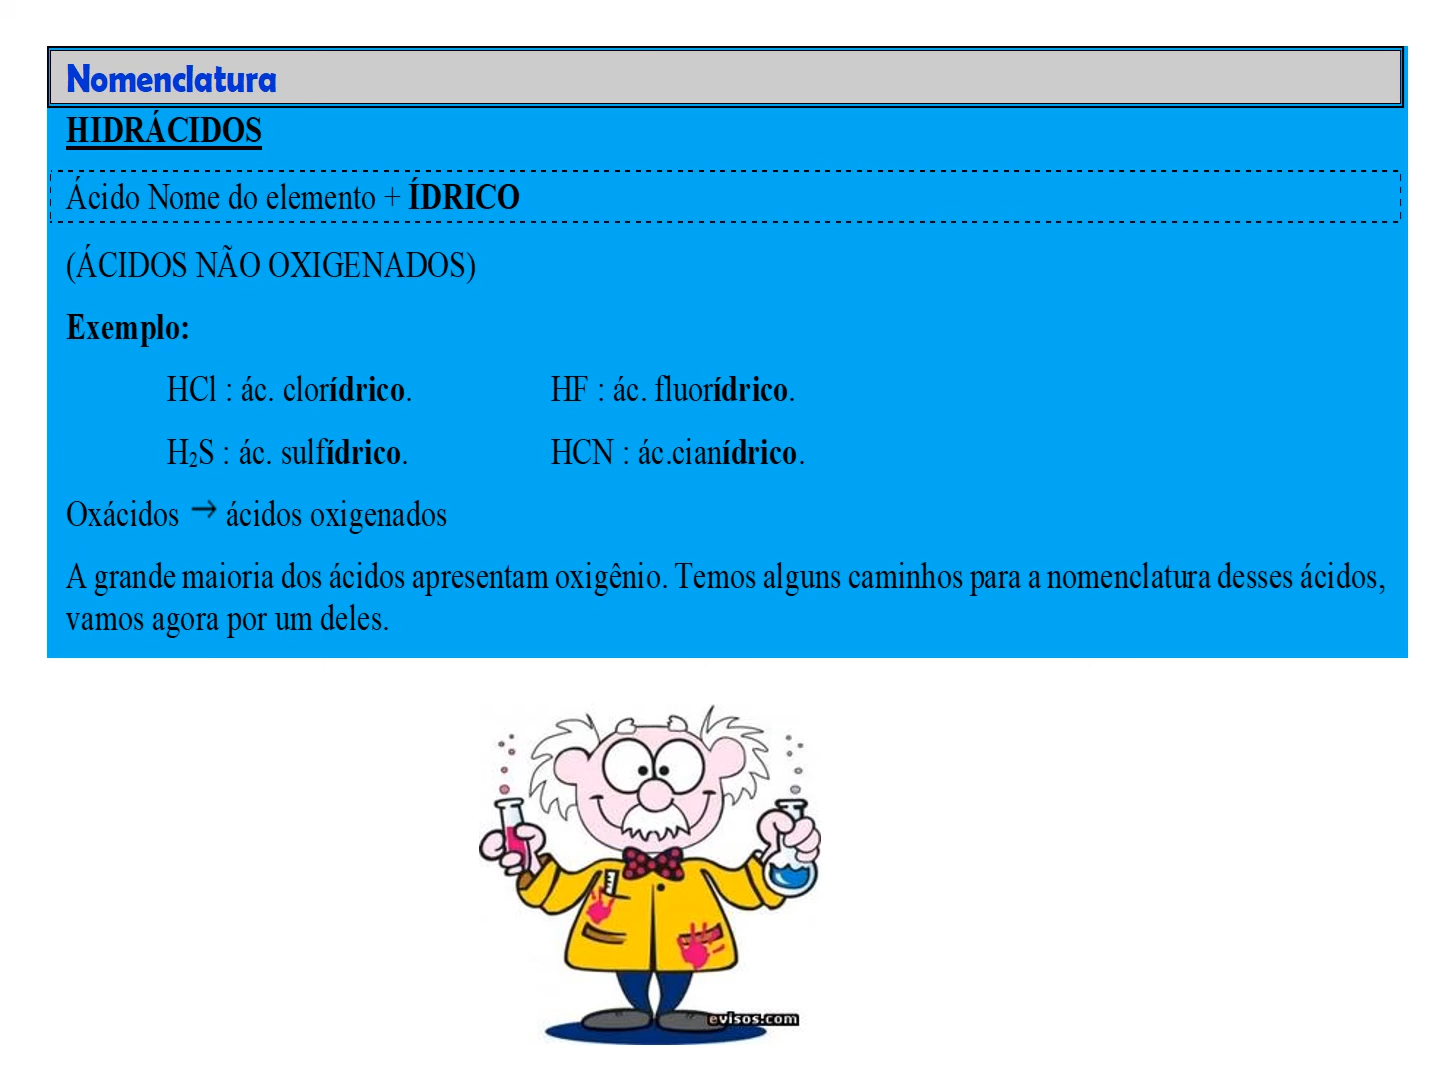 Nomenclatura
HIDRÁCIDOS
Ácido Nome do elemento + ÍDRICO
(ÁCIDOS NÃO OXIGENADOS)
Exemplo:
HCl : ác. clorídrico. HF : ác. fluorídrico.
H₂S : ác. sulfídrico. HCN : ác.cianídrico.
Oxácidos → ácidos oxigenados
A grande maioria dos ácidos apresentam oxigênio. Temos alguns caminhos para a nomenclatura desses ácidos,
vamos agora por um deles.
evisos.com